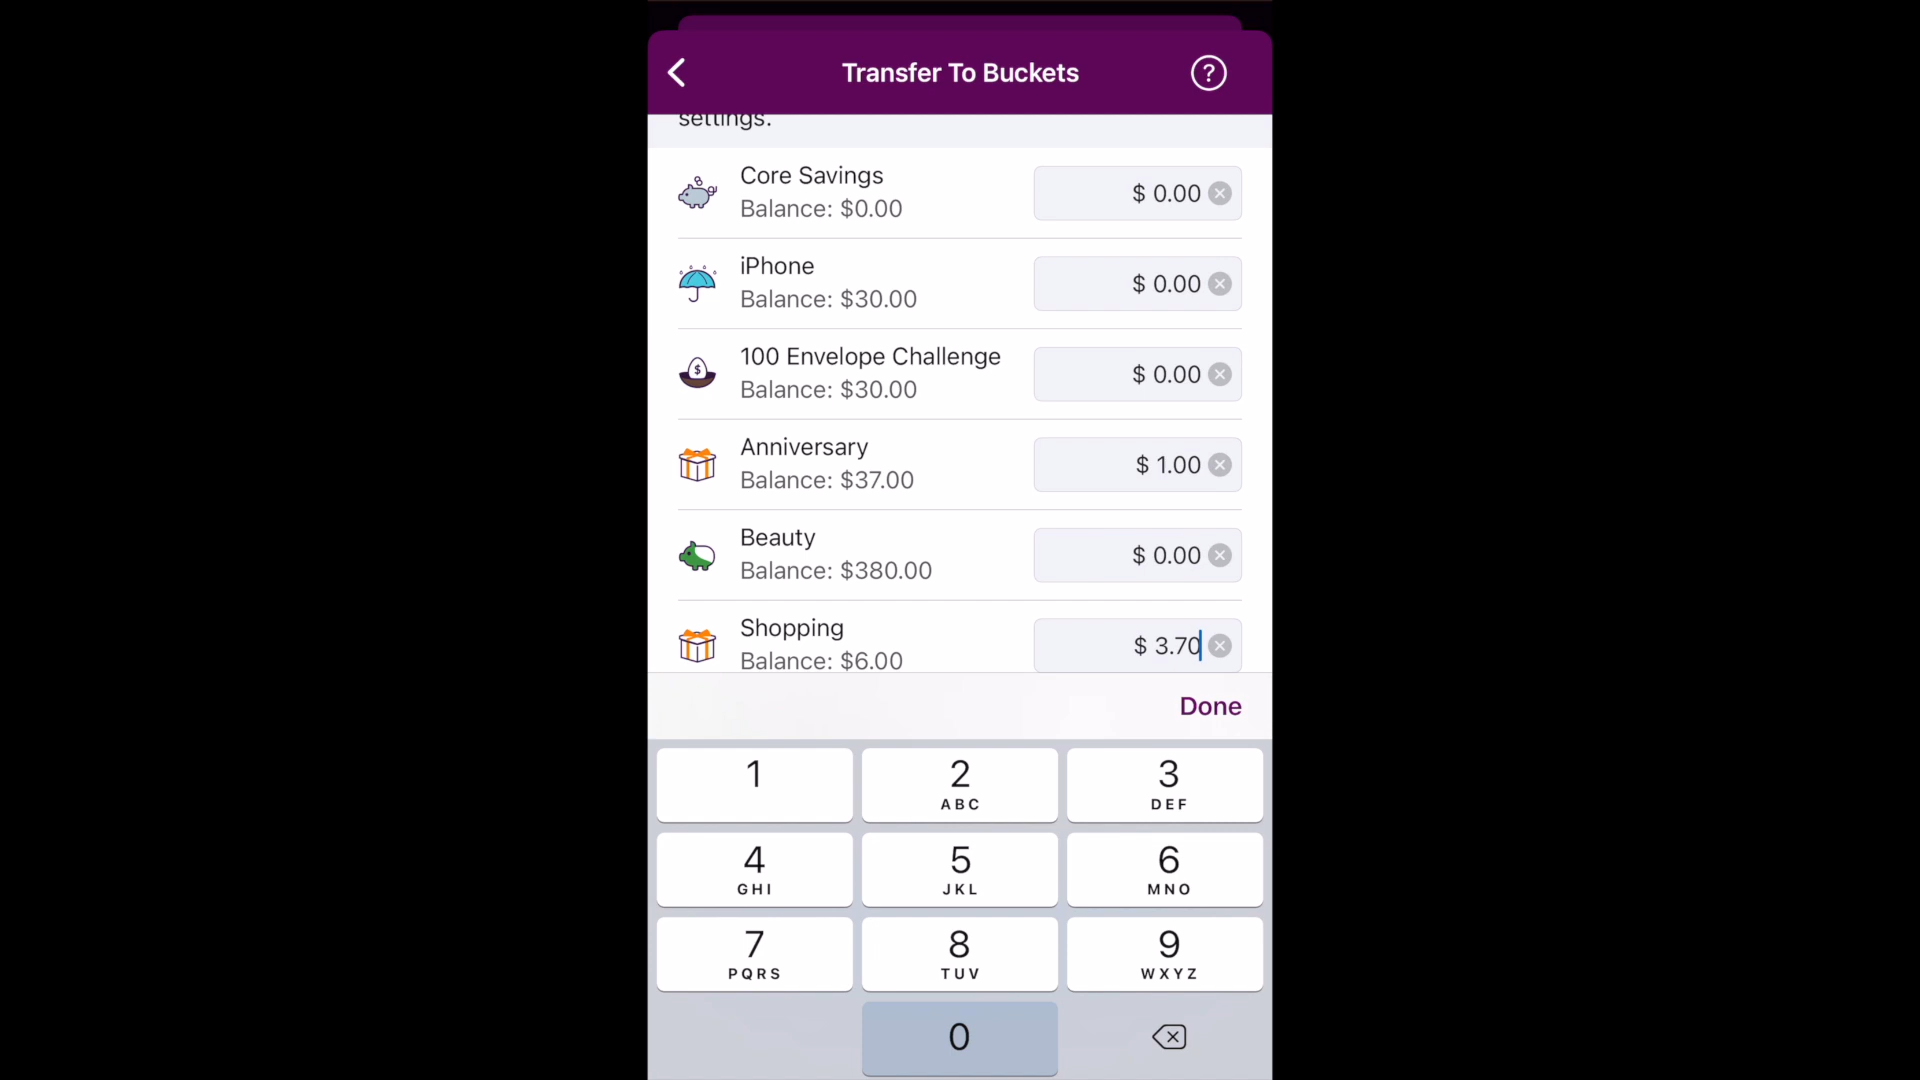 Transfer To Buckets
?
settings.
Core Savings
Balance: $0.00
$ 0.00
iPhone
Balance: $30.00
$ 0.00
100 Envelope Challenge
Balance: $30.00
$ 0.00
Anniversary
Balance: $37.00
$ 1.00
Beauty
Balance: $380.00
$ 0.00
Shopping
Balance: $6.00
$ 3.70
Done
1
2
ABC
3
DEF
4
GHI
5
JKL
6
MNO
7
PQRS
8
TUV
9
WXYZ
0